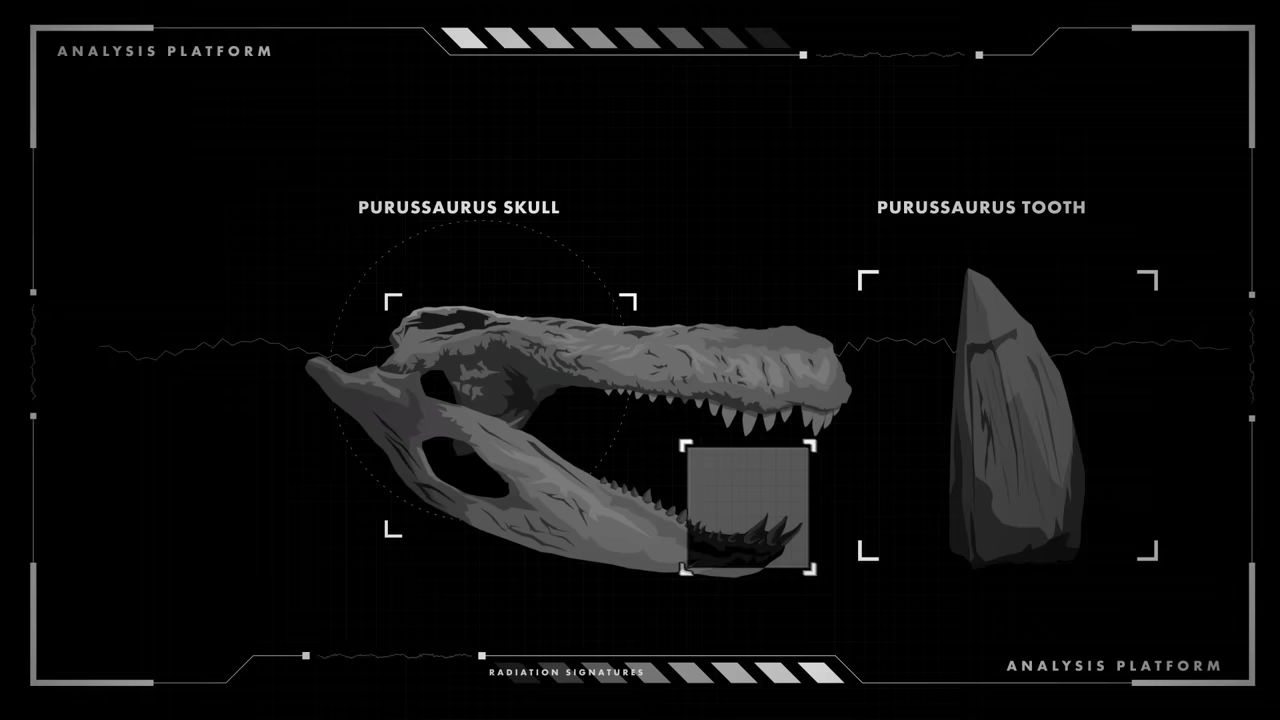 ANALYSIS PLATFORM
PURUSSAURUS SKULL
PURUSSAURUS TOOTH
RADIATION SIGNATURES
ANALYSIS PLATFORM